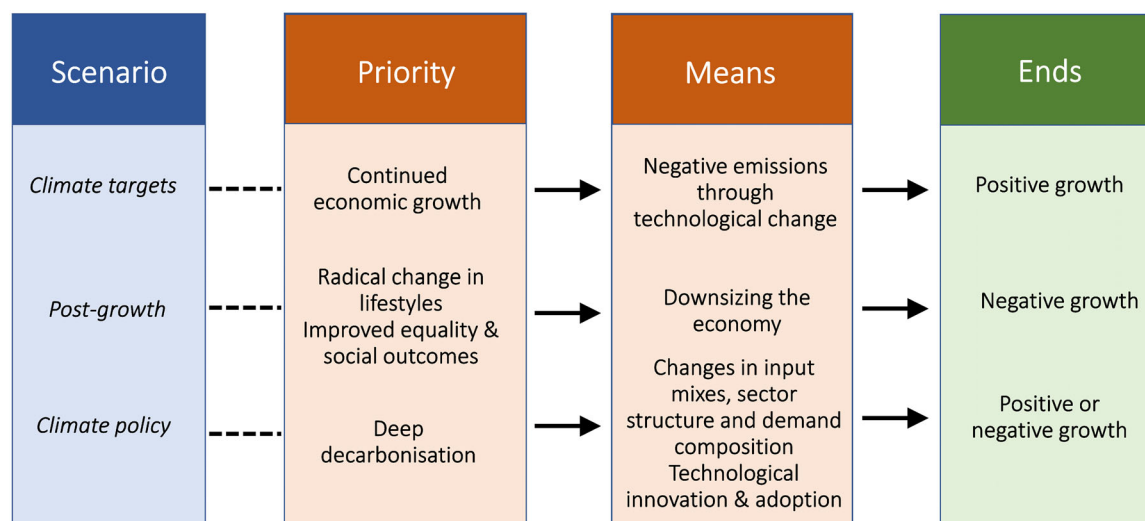 Scenario
Priority
Means
Ends
Climate targets
Continued
economic growth
Negative emissions
through
technological change
Positive growth
Post-growth
Radical change in
lifestyles
Improved equality &
social outcomes
Downsizing the
economy
Negative growth
Climate policy
Deep
decarbonisation
Changes in input
mixes, sector
structure and demand
composition
Technological
innovation & adoption
Positive or
negative growth